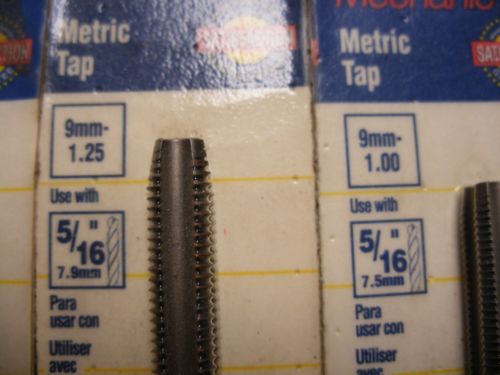 Metric
Tap
9mm-
1.25
Use with
5/16"
7.9mm
Para
usar con
Utiliser
avec
Mechanic
Metric
Tap
9mm-
1.00
Use with
5/16"
7.5mm
Para
usar con
Utiliser